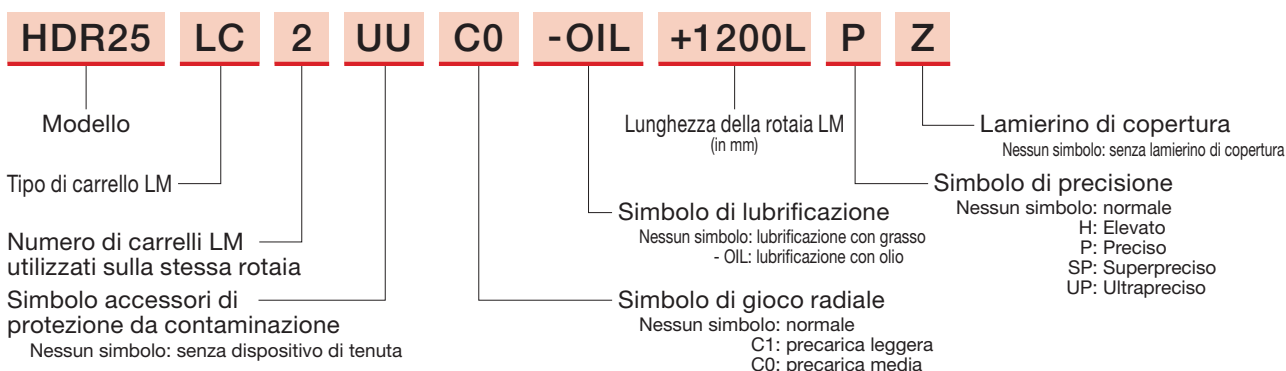 HDR25 LC 2 UU C0 -OIL +1200L P Z
Modello
Tipo di carrello LM
Numero di carrelli LM
utilizzati sulla stessa rotaia
Simbolo accessori di
protezione da contaminazione
Nessun simbolo: senza dispositivo di tenuta
Lunghezza della rotaia LM
(in mm)
Simbolo di lubrificazione
Nessun simbolo: lubrificazione con grasso
- OIL: lubrificazione con olio
Simbolo di gioco radiale
Nessun simbolo: normale
C1: precarica leggera
C0: precarica media
Lamierino di copertura
Nessun simbolo: senza lamierino di copertura
Simbolo di precisione
Nessun simbolo: normale
H: Elevato
P: Preciso
SP: Superpreciso
UP: Ultrapreciso